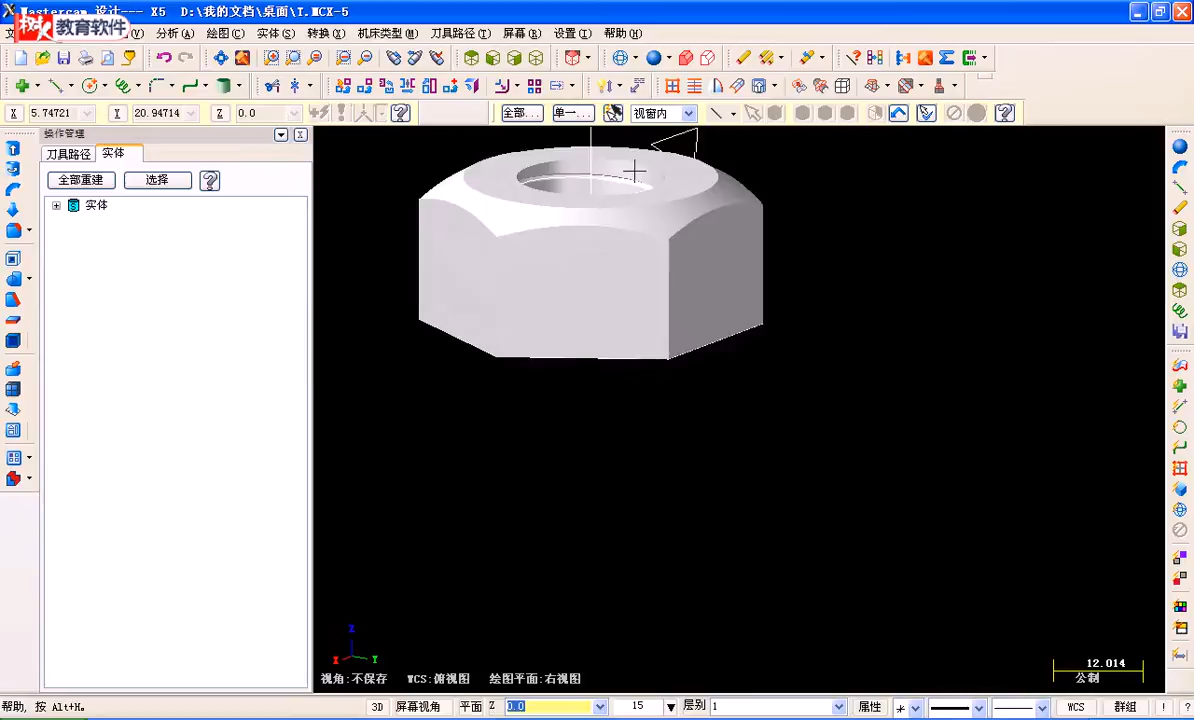 Mastercam 设计--- X5 D:\我的文档\桌面\T.MCX-5
树人教育软件
(V) 分析(A) 绘图(C) 实体(S) 转换(X) 机床类型(M) 刀具路径(T) 屏幕(R) 设置(I) 帮助(H)
X 5.74721 Y 20.94714 Z 0.0 全部... 单一... 视窗内
操作管理
刀具路径 实体
全部重建 选择
实体
Z
X Y
12.014
公制
视角:不保存 WCS:俯视图 绘图平面:右视图
帮助, 按 Alt+H。 3D 屏幕视角 平面 Z 0.0 15 层别 1 属性 WCS 群组 ! ?